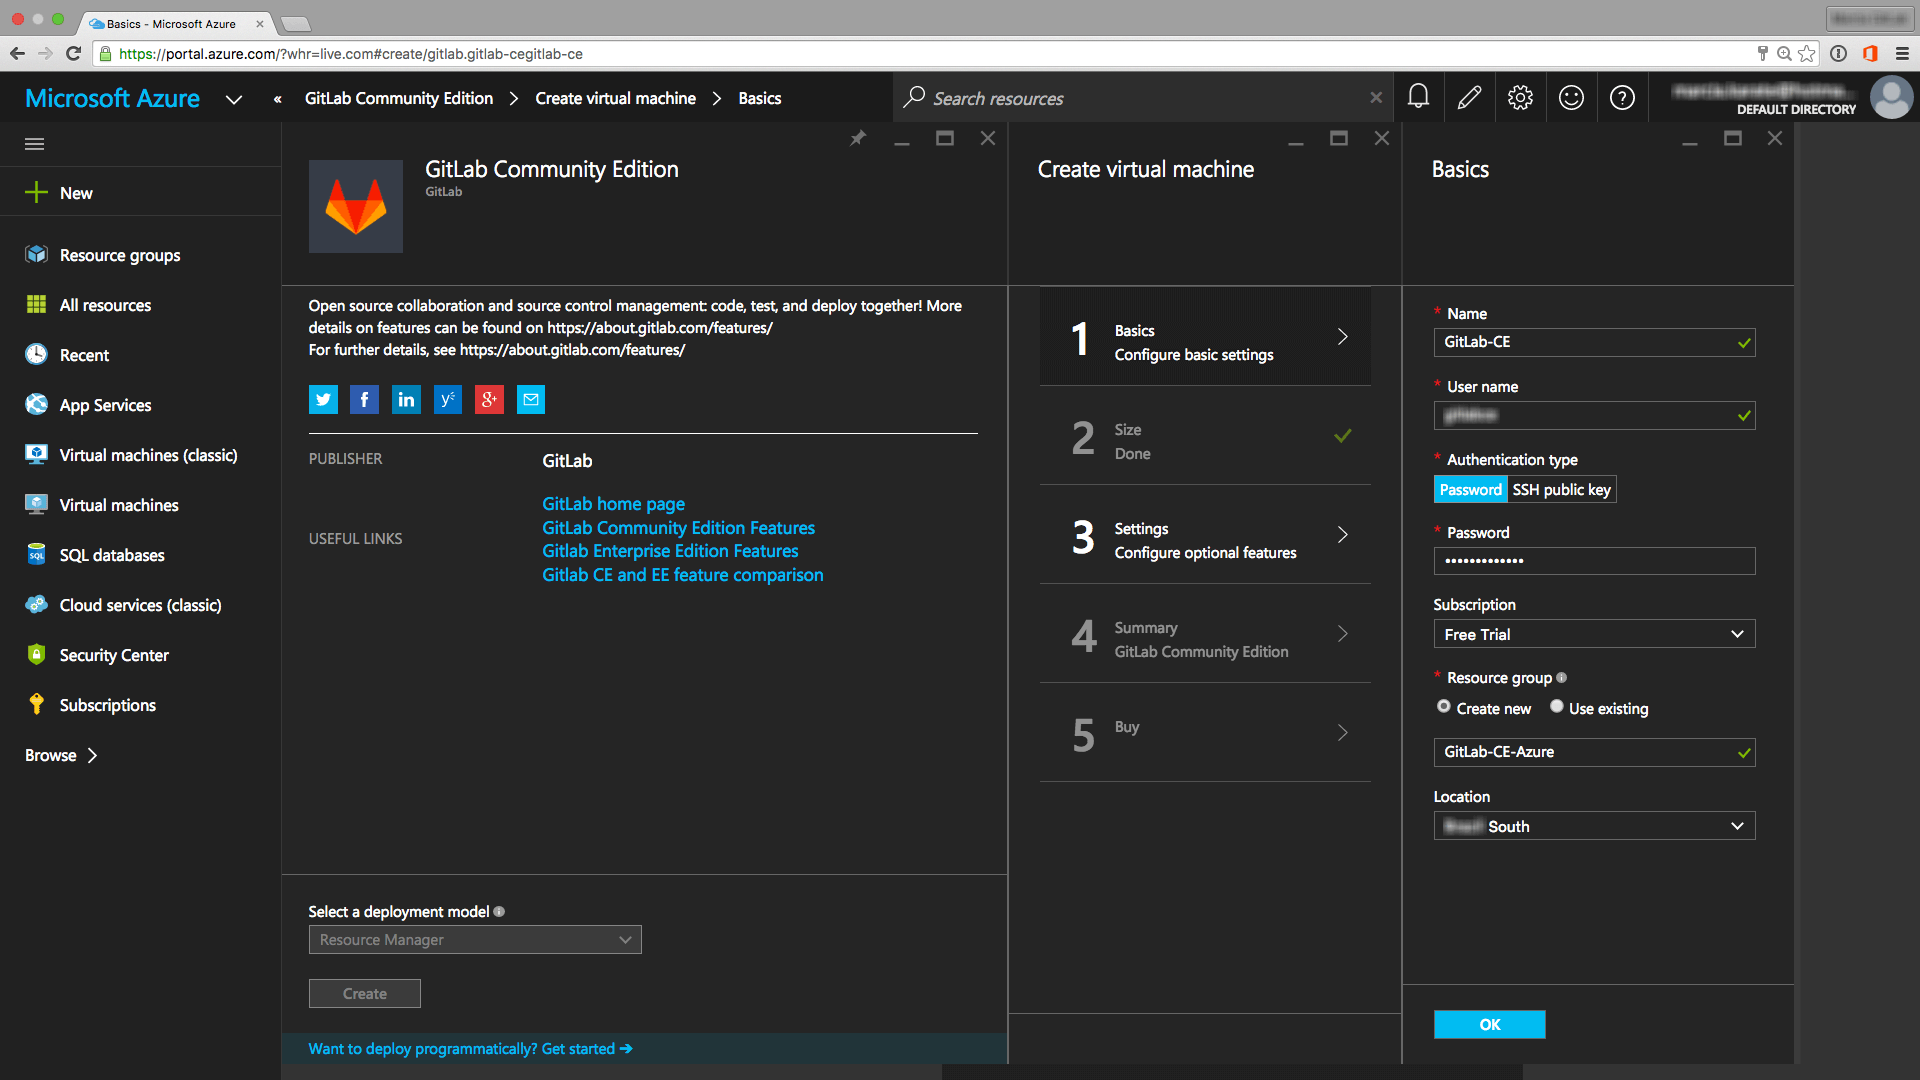 Basics - Microsoft Azure
https://portal.azure.com/?whr=live.com#create/gitlab.gitlab-cegitlab-ce
Microsoft Azure
« GitLab Community Edition > Create virtual machine > Basics
Search resources
DEFAULT DIRECTORY
New
Resource groups
All resources
Recent
App Services
Virtual machines (classic)
Virtual machines
SQL databases
Cloud services (classic)
Security Center
Subscriptions
Browse >
GitLab Community Edition
GitLab
Open source collaboration and source control management: code, test, and deploy together! More
details on features can be found on https://about.gitlab.com/features/
For further details, see https://about.gitlab.com/features/
PUBLISHER
GitLab
USEFUL LINKS
GitLab home page
GitLab Community Edition Features
Gitlab Enterprise Edition Features
Gitlab CE and EE feature comparison
Select a deployment model
Resource Manager
Create
Want to deploy programmatically? Get started →
Create virtual machine
1 Basics
Configure basic settings
2 Size
Done
3 Settings
Configure optional features
4 Summary
GitLab Community Edition
5 Buy
Basics
* Name
GitLab-CE
* User name
* Authentication type
Password SSH public key
* Password
•••••••••••••
Subscription
Free Trial
* Resource group
Create new Use existing
GitLab-CE-Azure
Location
South
OK